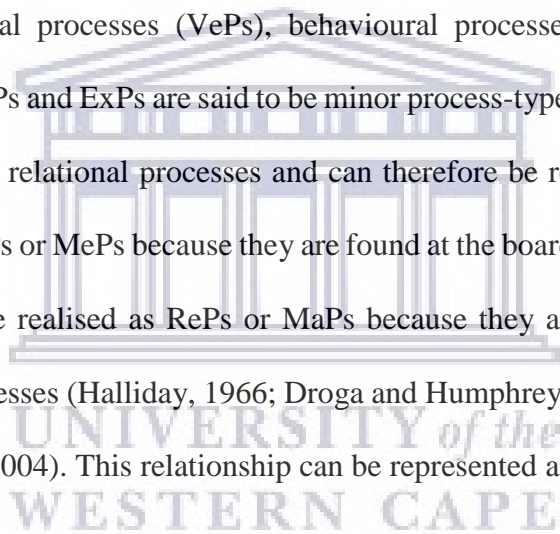 al processes (VePs), behavioural processe
Ps and ExPs are said to be minor process-type
relational processes and can therefore be r
s or MePs because they are found at the boar
e realised as RePs or MaPs because they a
esses (Halliday, 1966; Droga and Humphrey
UNIVERSITY of the
004). This relationship can be represented a
WESTERN CAPE